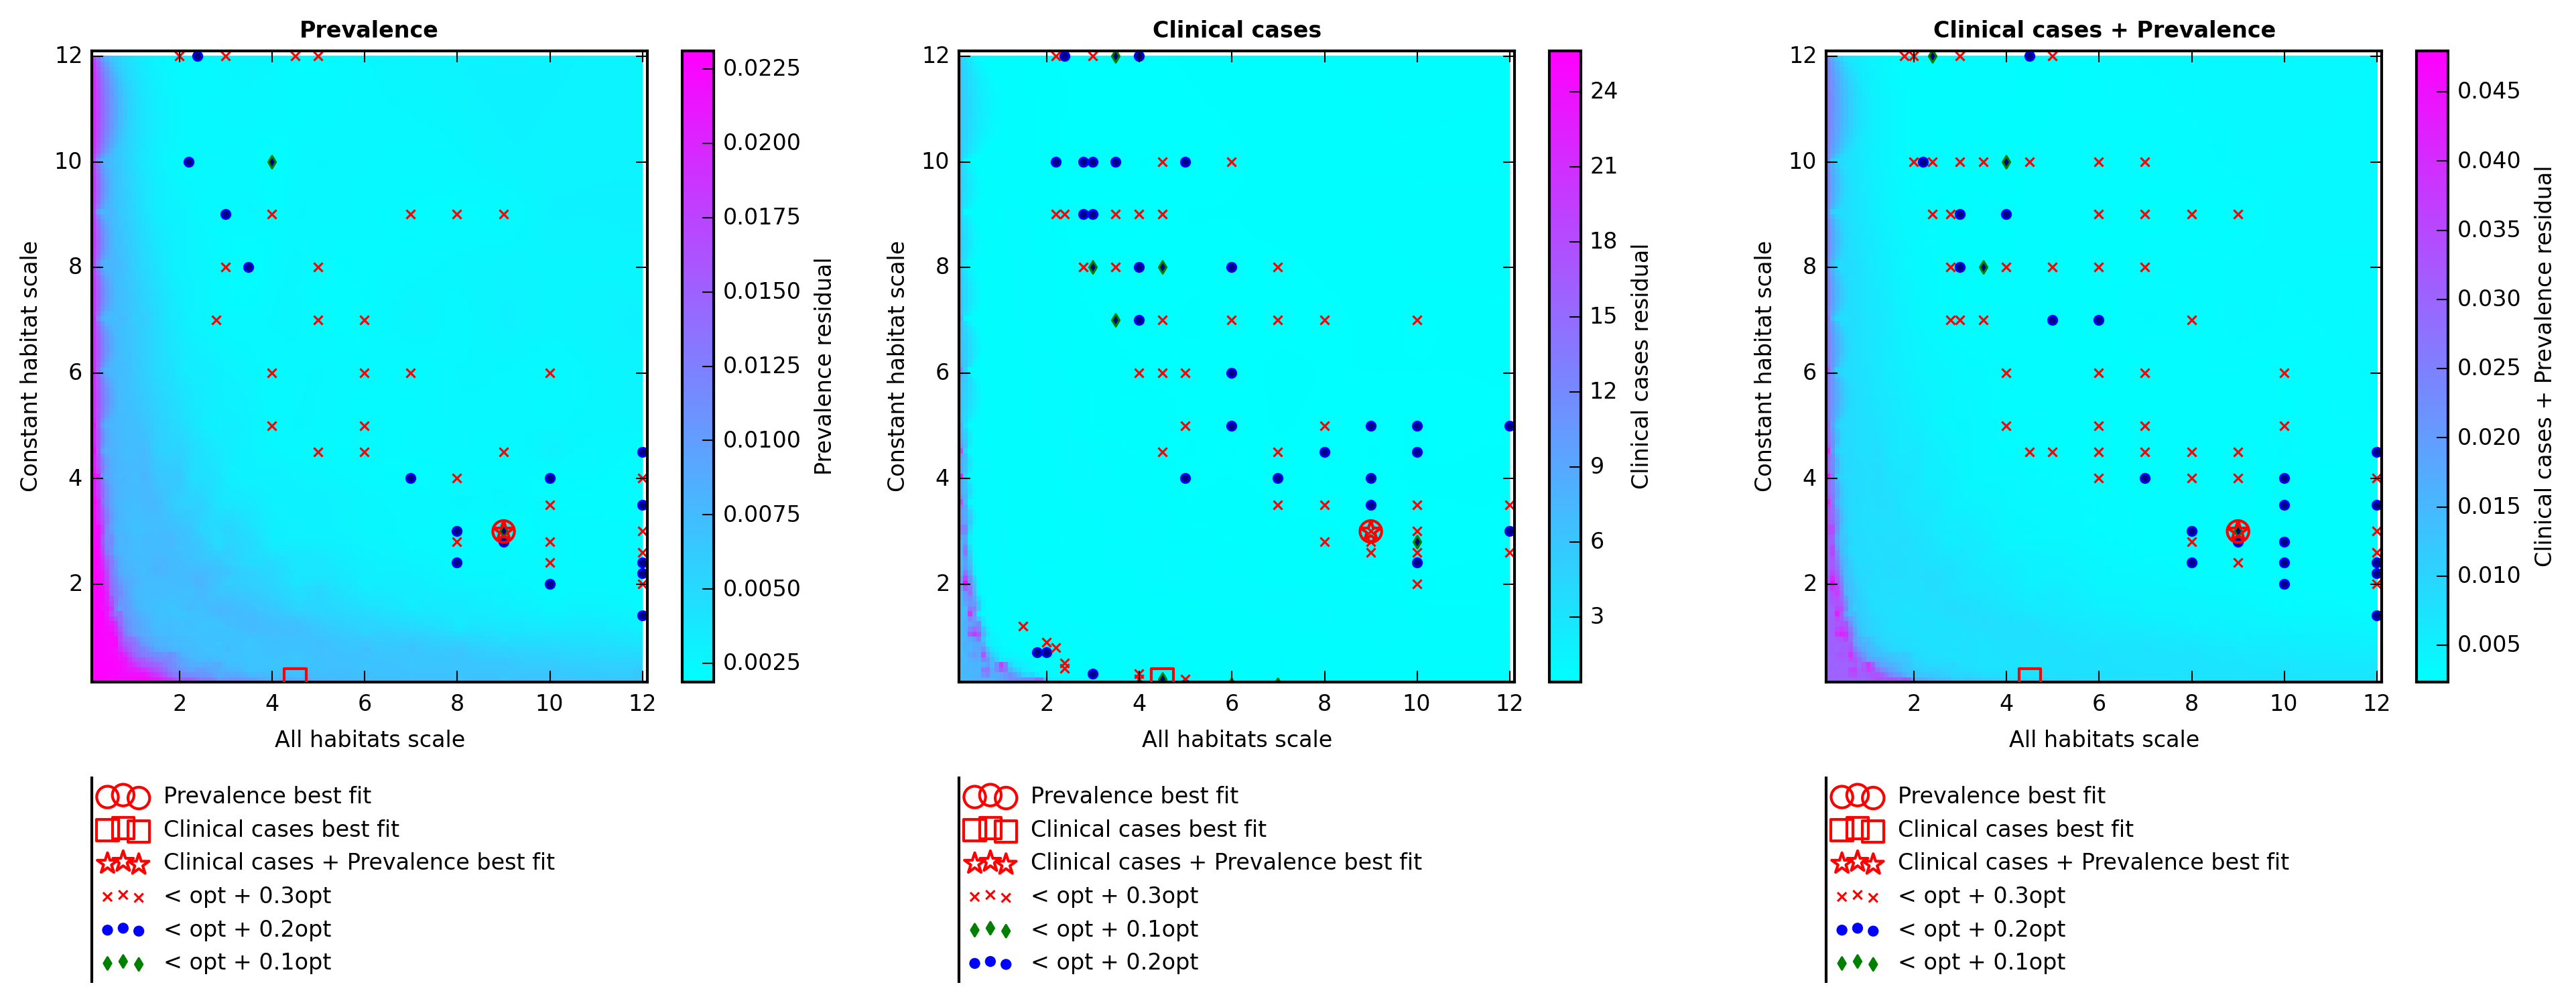 Prevalence
12
10
8
6
4
2
2 4 6 8 10 12
Constant habitat scale
All habitats scale
0.0225
0.0200
0.0175
0.0150
0.0125
0.0100
0.0075
0.0050
0.0025
Prevalence residual
Prevalence best fit
Clinical cases best fit
Clinical cases + Prevalence best fit
< opt + 0.3opt
< opt + 0.2opt
< opt + 0.1opt
Clinical cases
12
10
8
6
4
2
2 4 6 8 10 12
Constant habitat scale
All habitats scale
24
21
18
15
12
9
6
3
Clinical cases residual
Prevalence best fit
Clinical cases best fit
Clinical cases + Prevalence best fit
< opt + 0.3opt
< opt + 0.1opt
< opt + 0.2opt
Clinical cases + Prevalence
12
10
8
6
4
2
2 4 6 8 10 12
Constant habitat scale
All habitats scale
0.045
0.040
0.035
0.030
0.025
0.020
0.015
0.010
0.005
Clinical cases + Prevalence residual
Prevalence best fit
Clinical cases best fit
Clinical cases + Prevalence best fit
< opt + 0.3opt
< opt + 0.2opt
< opt + 0.1opt